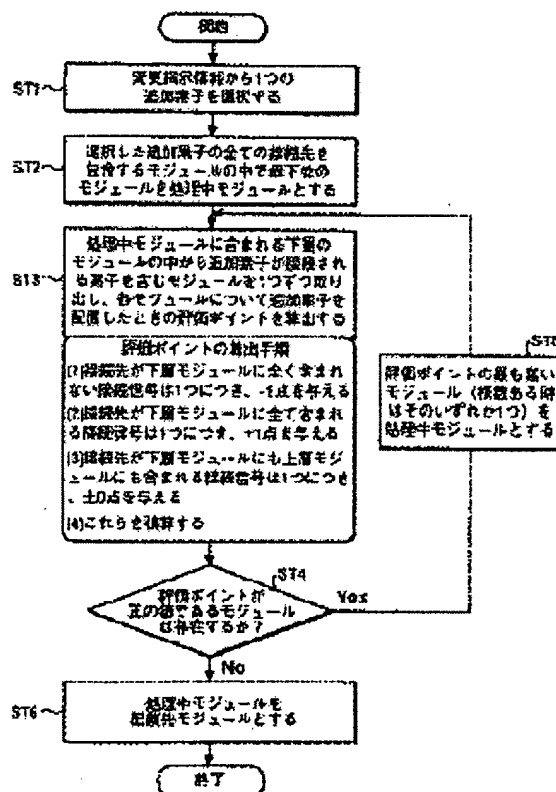 開始
ST1
変更指示情報から1つの
追加素子を選択する
ST2
選択した追加素子の全ての接続先を
包含するモジュールの中で最下位の
モジュールを処理中モジュールとする
ST3
処理中モジュールに含まれる下層の
モジュールの中から追加素子が接続され
る素子を含むモジュールを1つずつ取り
出し、各モジュールについて追加素子を
配置したときの評価ポイントを算出する
評価ポイントの算出手順
(1)接続先が下層モジュールに全く含まれ
ない接続信号は1つにつき、-1点を与える
(2)接続先が下層モジュールに全て含まれ
る接続信号は1つにつき、+1点を与える
(3)接続先が下層モジュールにも上層モジ
ュールにも含まれる接続信号は1つにつき
、±0点を与える
(4)これらを積算する
ST4
評価ポイントが
正の値であるモジュール
は存在するか?
Yes
No
評価ポイントの最も高い
モジュール(複数ある時
はそのいずれか1つ)を
処理中モジュールとする
ST6
処理中モジュールを
配置先モジュールとする
終了